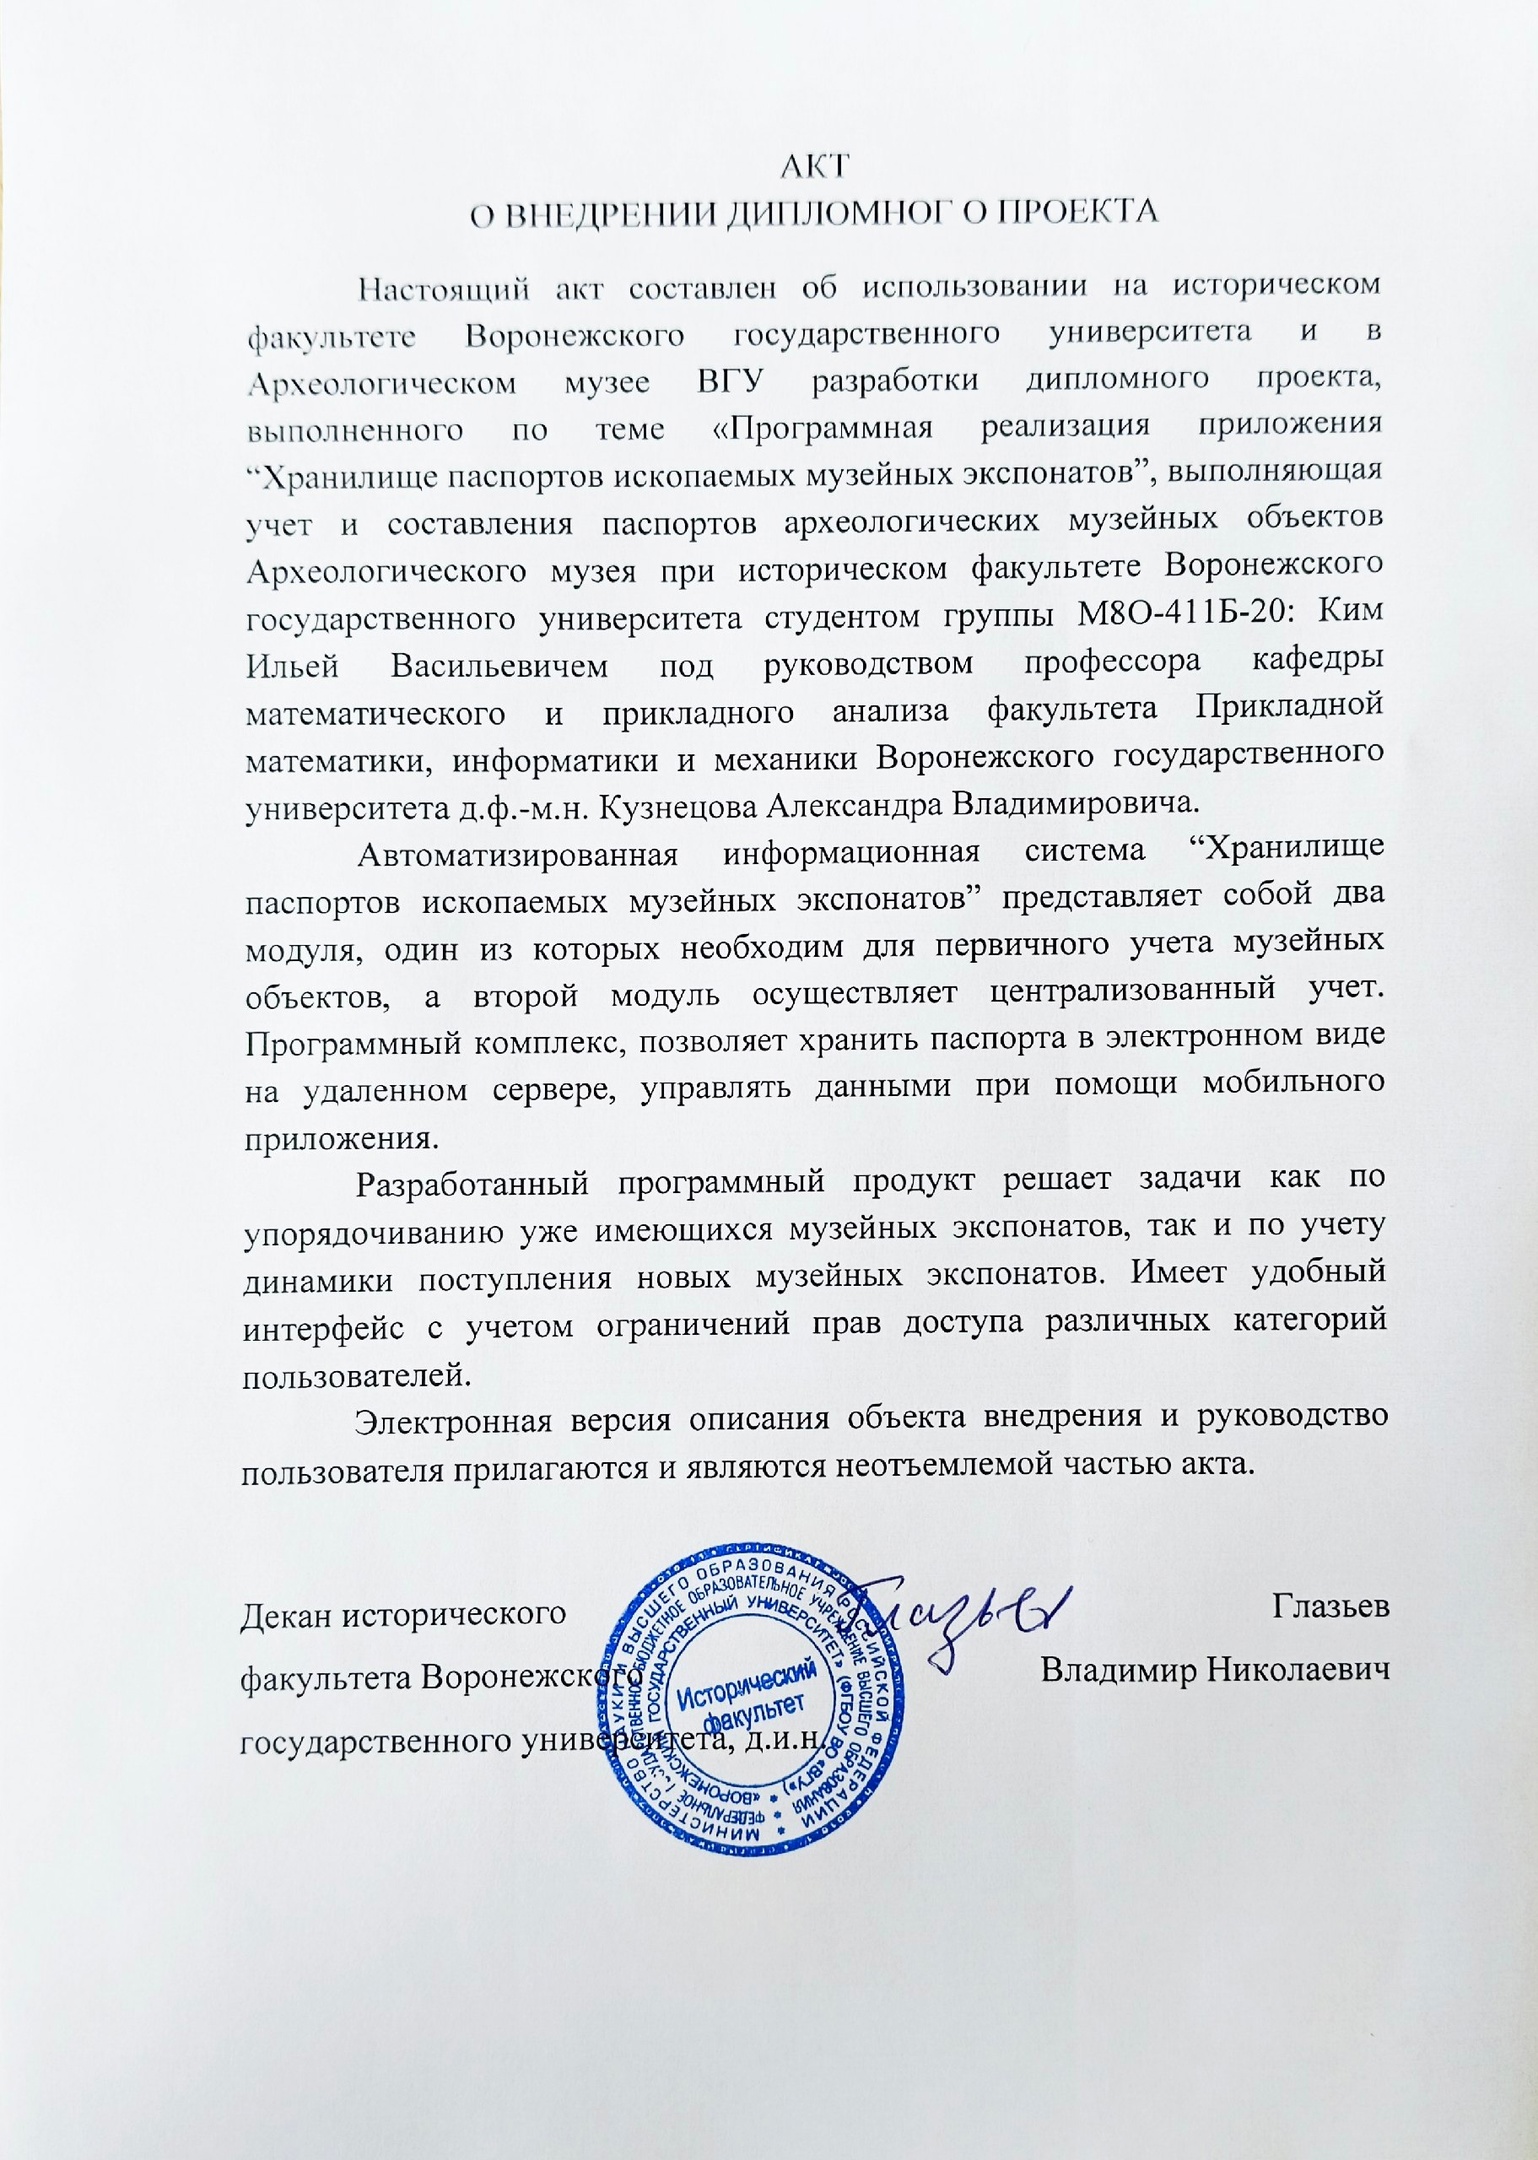 АКТ
О ВНЕДРЕНИИ ДИПЛОМНОГ О ПРОЕКТА
Настоящий акт составлен об использовании на историческом
факультете Воронежского государственного университета и в
Археологическом музее ВГУ разработки дипломного проекта,
выполненного по теме «Программная реализация приложения
“Хранилище паспортов ископаемых музейных экспонатов”, выполняющая
учет и составления паспортов археологических музейных объектов
Археологического музея при историческом факультете Воронежского
государственного университета студентом группы М8О-411Б-20: Ким
Ильей Васильевичем под руководством профессора кафедры
математического и прикладного анализа факультета Прикладной
математики, информатики и механики Воронежского государственного
университета д.ф.-м.н. Кузнецова Александра Владимировича.
Автоматизированная информационная система “Хранилище
паспортов ископаемых музейных экспонатов” представляет собой два
модуля, один из которых необходим для первичного учета музейных
объектов, а второй модуль осуществляет централизованный учет.
Программный комплекс, позволяет хранить паспорта в электронном виде
на удаленном сервере, управлять данными при помощи мобильного
приложения.
Разработанный программный продукт решает задачи как по
упорядочиванию уже имеющихся музейных экспонатов, так и по учету
динамики поступления новых музейных экспонатов. Имеет удобный
интерфейс с учетом ограничений прав доступа различных категорий
пользователей.
Электронная версия описания объекта внедрения и руководство
пользователя прилагаются и являются неотъемлемой частью акта.
Декан исторического
факультета Воронежского
государственного университета, д.и.н.
Глазьев
Глазьев
Владимир Николаевич
МИНИСТЕРСТВО НАУКИ И ВЫСШЕГО ОБРАЗОВАНИЯ РОССИЙСКОЙ ФЕДЕРАЦИИ
ФЕДЕРАЛЬНОЕ ГОСУДАРСТВЕННОЕ БЮДЖЕТНОЕ ОБРАЗОВАТЕЛЬНОЕ УЧРЕЖДЕНИЕ ВЫСШЕГО ОБРАЗОВАНИЯ
«ВОРОНЕЖСКИЙ ГОСУДАРСТВЕННЫЙ УНИВЕРСИТЕТ» (ФГБОУ ВО «ВГУ»)
Исторический
факультет